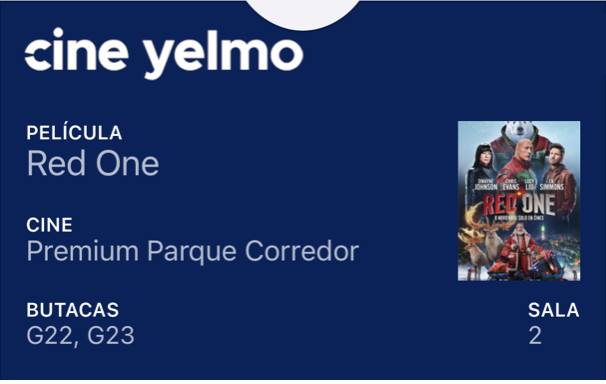 cine yelmo
PELÍCULA
Red One
DWAYNE JOHNSON CHRIS EVANS LUCY LIU J.K. SIMMONS
RED ONE
CINE
Premium Parque Corredor
BUTACAS
G22, G23
SALA
2